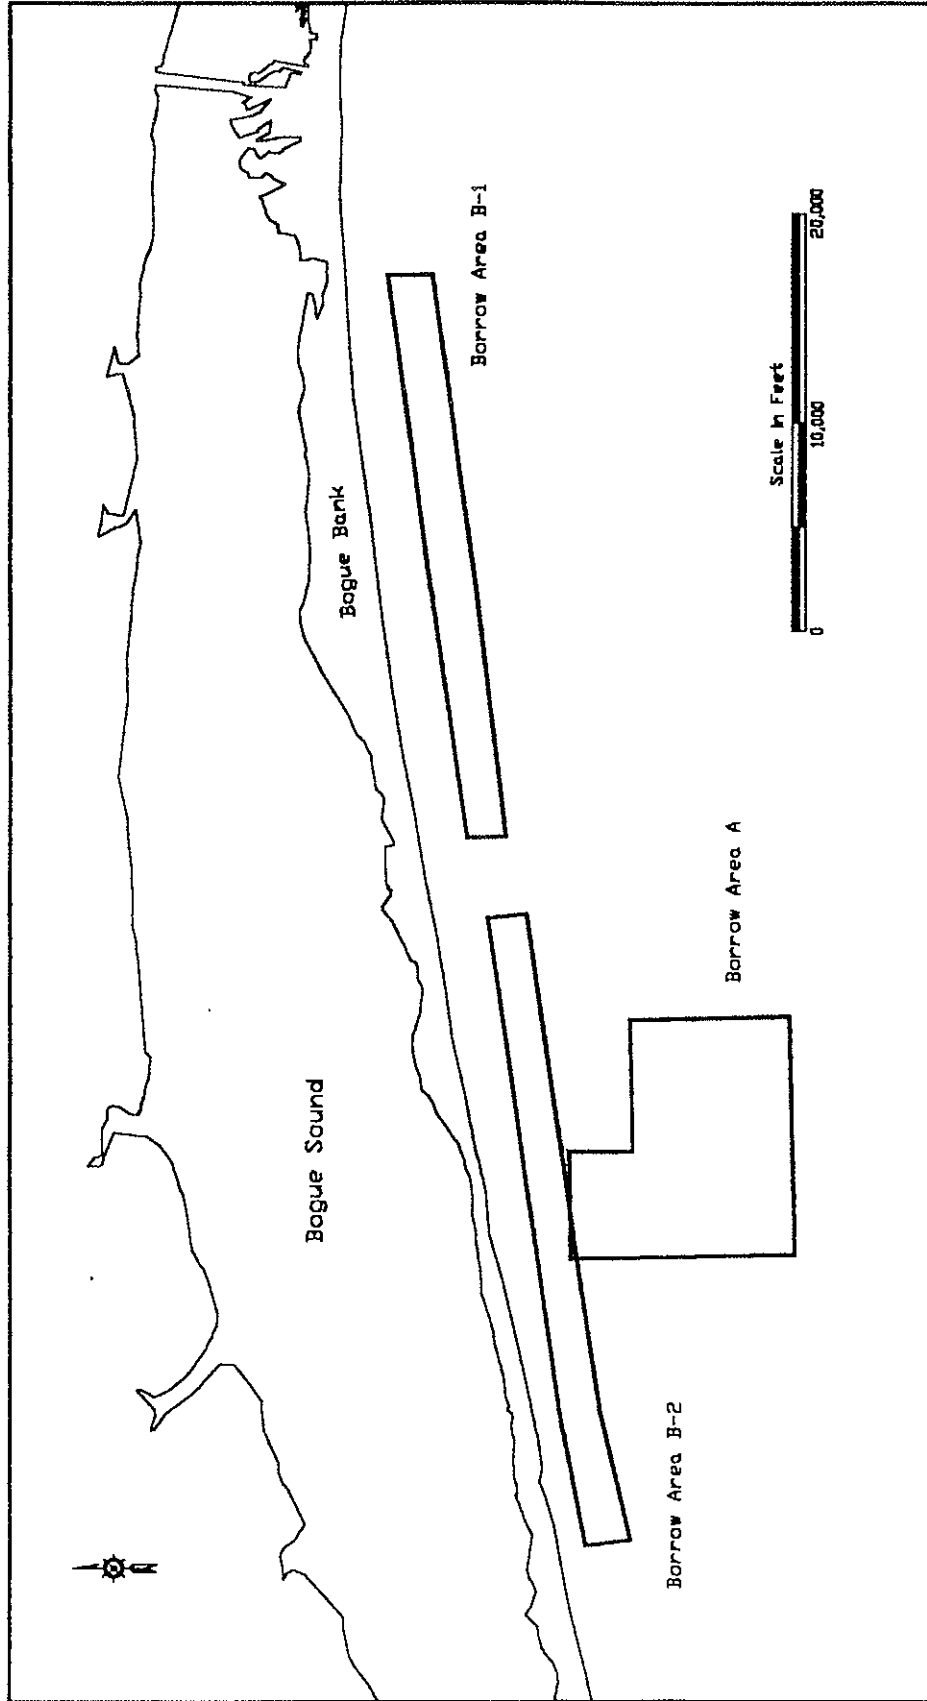 Bogue Sound
Bogue Bank
Borrow Area B-1
Borrow Area B-2
Borrow Area A
Scale in Feet
0
10,000
20,000